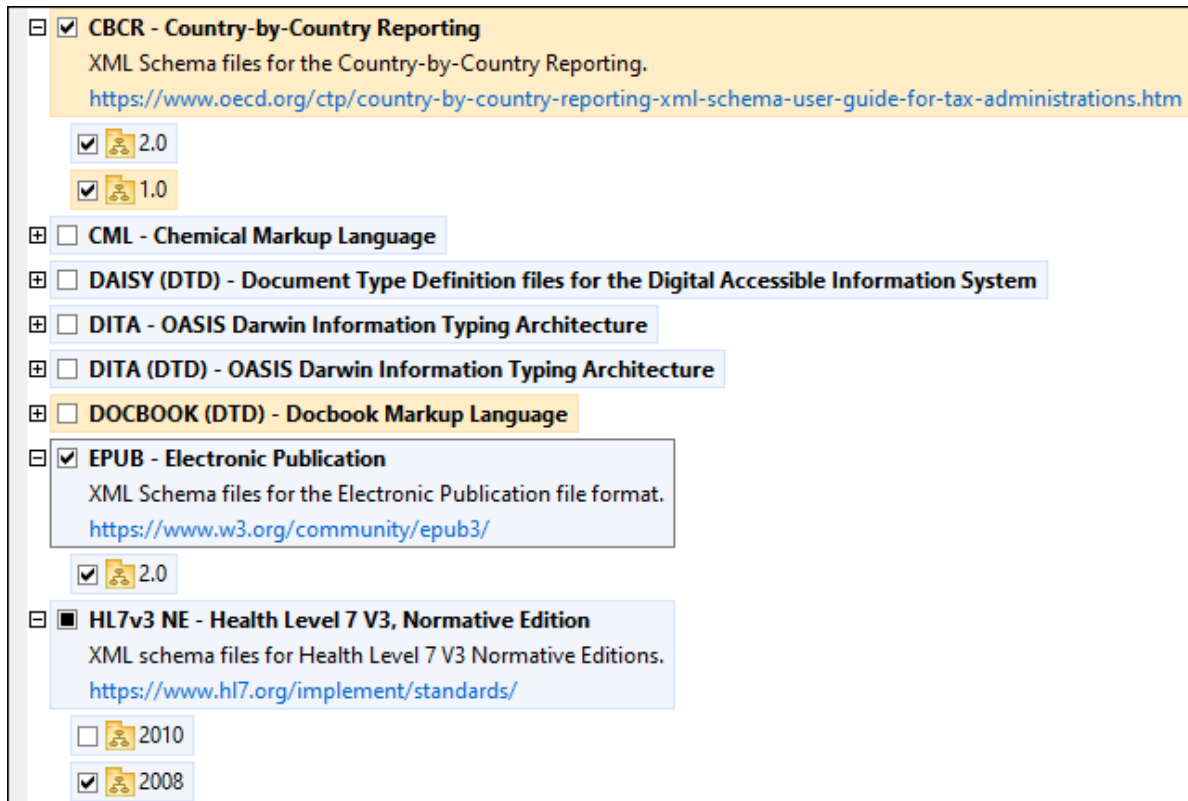 CBCR - Country-by-Country Reporting
XML Schema files for the Country-by-Country Reporting.
https://www.oecd.org/ctp/country-by-country-reporting-xml-schema-user-guide-for-tax-administrations.htm
2.0
1.0
CML - Chemical Markup Language
DAISY (DTD) - Document Type Definition files for the Digital Accessible Information System
DITA - OASIS Darwin Information Typing Architecture
DITA (DTD) - OASIS Darwin Information Typing Architecture
DOCBOOK (DTD) - Docbook Markup Language
EPUB - Electronic Publication
XML Schema files for the Electronic Publication file format.
https://www.w3.org/community/epub3/
2.0
HL7v3 NE - Health Level 7 V3, Normative Edition
XML schema files for Health Level 7 V3 Normative Editions.
https://www.hl7.org/implement/standards/
2010
2008